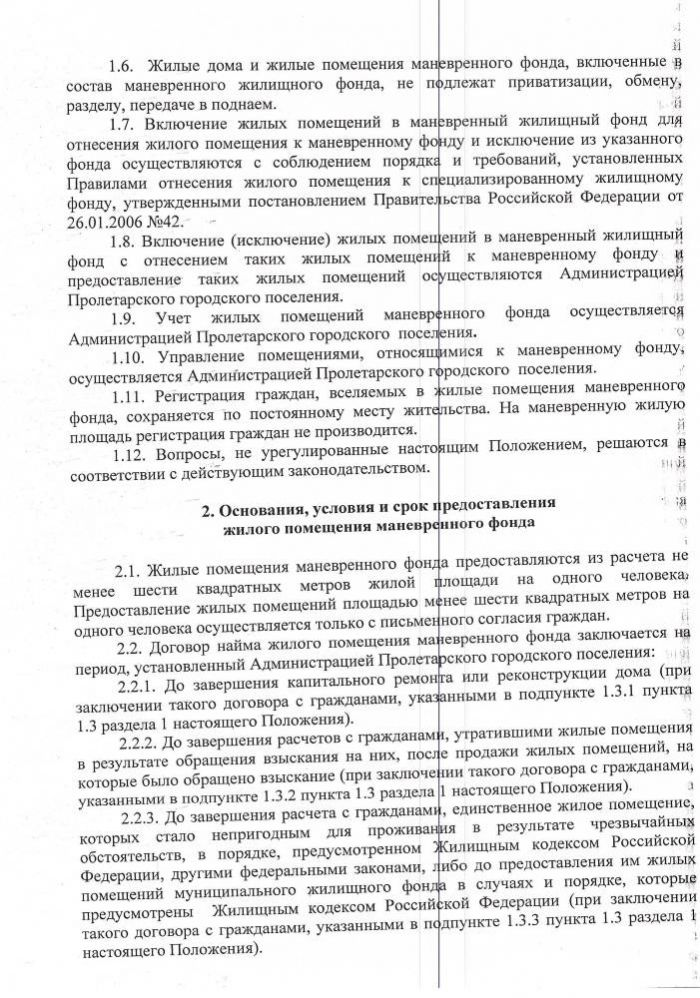 1.6. Жилые дома и жилые помещения маневренного фонда, включенные в
состав маневренного жилищного фонда, не подлежат приватизации, обмену,
разделу, передаче в поднаем.
1.7. Включение жилых помещений в маневренный жилищный фонд для
отнесения жилого помещения к маневренному фонду и исключение из указанного
фонда осуществляются с соблюдением порядка и требований, установленных
Правилами отнесения жилого помещения к специализированному жилищному
фонду, утвержденными постановлением Правительства Российской Федерации от
26.01.2006 №42.
1.8. Включение (исключение) жилых помещений в маневенный жилищный
фонд с отнесением таких жилых помещений к маневренному фонду и
предоставление таких жилых помещений осуществляются Администрацией
Пролетарского городского поселения.
1.9. Учет жилых помещений маневренного фонда осуществляется
Администрацией Пролетарского городского поселения.
1.10. Управление помещениями, относящимися к маневренному фонду,
осуществляется Администрацией Пролетарского городского поселения.
1.11. Регистрация граждан, вселяемых в жилые помещения маневренного
фонда, сохраняется по постоянному месту жительства. На маневренную жилую
площадь регистрация граждан не производится.
1.12. Вопросы, не урегулированные настоящим Положением, решаются в
соответствии с действующим законодательством.
2. Основания, условия и срок предоставления
жилого помещения маневренного фонда
2.1. Жилые помещения маневренного фонда предоставляются из расчета не
менее шести квадратных метров жилой площади на одного человека.
Предоставление жилых помещений площадью менее шести квадратных метров на
одного человека осуществляется только с письменного согласия граждан.
2.2. Договор найма жилого помещения маневренного фонда заключается на
период, установленный Администрацией Пролетарского городского поселения:
2.2.1. До завершения капитального ремонта или реконструкции дома (при
заключении такого договора с гражданами, указанными в подпункте 1.3.1 пункта
1.3 раздела 1 настоящего Положения).
2.2.2. До завершения расчетов с гражданами, утратившими жилые помещения
в результате обращения взыскания на них, после продажи жилых помещений, на
которые было обращено взыскание (при заключении такого договора с гражданами,
указанными в подпункте 1.3.2 пункта 1.3 раздела 1 настоящего Положения).
2.2.3. До завершения расчета с гражданами, единственное жилое помещение,
которых стало непригодным для проживания в результате чрезвычайных
обстоятельств, в порядке, предусмотренном Жилищным кодексом Российской
Федерации, другими федеральными законами, либо до предоставления им жилых
помещений муниципального жилищного фонда в случаях и порядке, которые
предусмотрены Жилищным кодексом Российской Федерации (при заключении
такого договора с гражданами, указанными в подпункте 1.3.3 пункта 1.3 раздела 1
настоящего Положения).